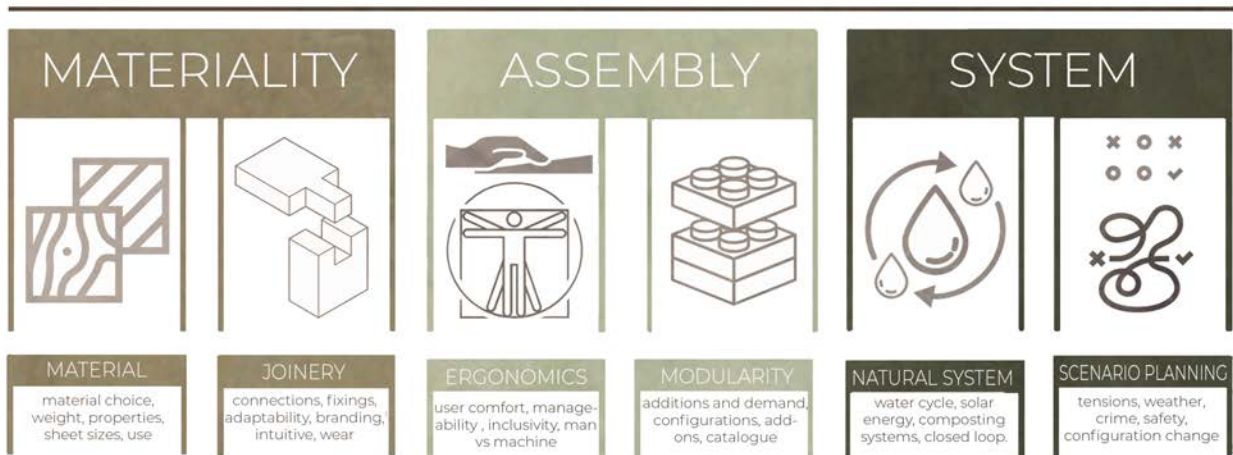 MATERIALITY
ASSEMBLY
SYSTEM
MATERIAL
material choice,
weight, properties,
sheet sizes, use
JOINERY
connections, fixings,
adaptability, branding,
intuitive, wear
ERGONOMICS
user comfort, manage-
ability , inclusivity, man
vs machine
MODULARITY
additions and demand,
configurations, add-
ons, catalogue
NATURAL SYSTEM
water cycle, solar
energy, composting
systems, closed loop.
SCENARIO PLANNING
tensions, weather,
crime, safety,
configuration change